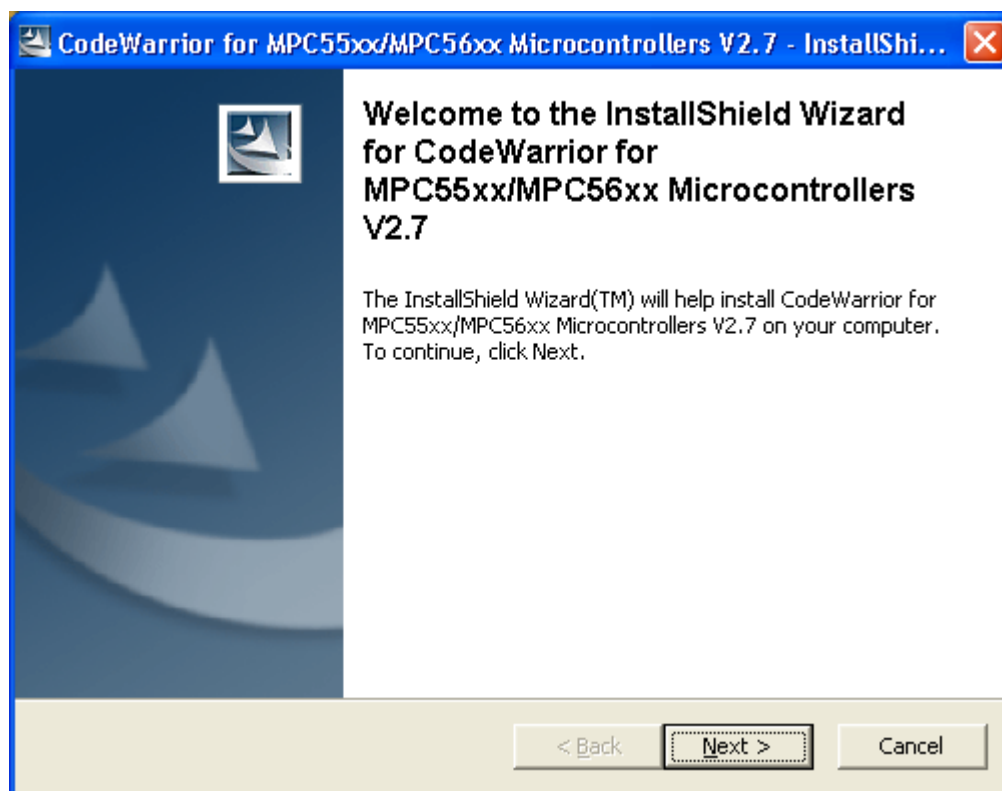 CodeWarrior for MPC55xx/MPC56xx Microcontrollers V2.7 - InstallShi...
Welcome to the InstallShield Wizard
for CodeWarrior for
MPC55xx/MPC56xx Microcontrollers
V2.7
The InstallShield Wizard(TM) will help install CodeWarrior for
MPC55xx/MPC56xx Microcontrollers V2.7 on your computer.
To continue, click Next.
< Back
Next >
Cancel